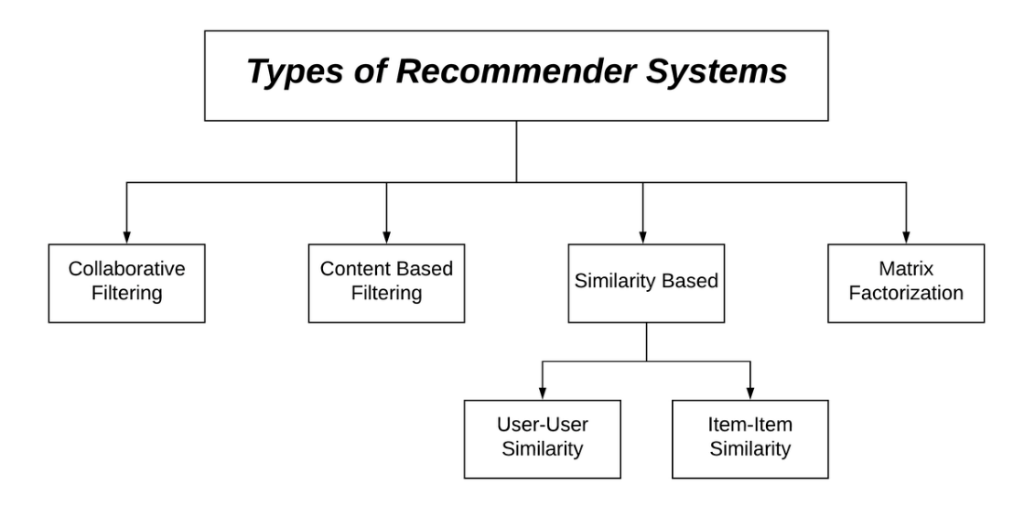 Types of Recommender Systems
Collaborative
Filtering
Content Based
Filtering
Similarity Based
Matrix
Factorization
User-User
Similarity
Item-Item
Similarity